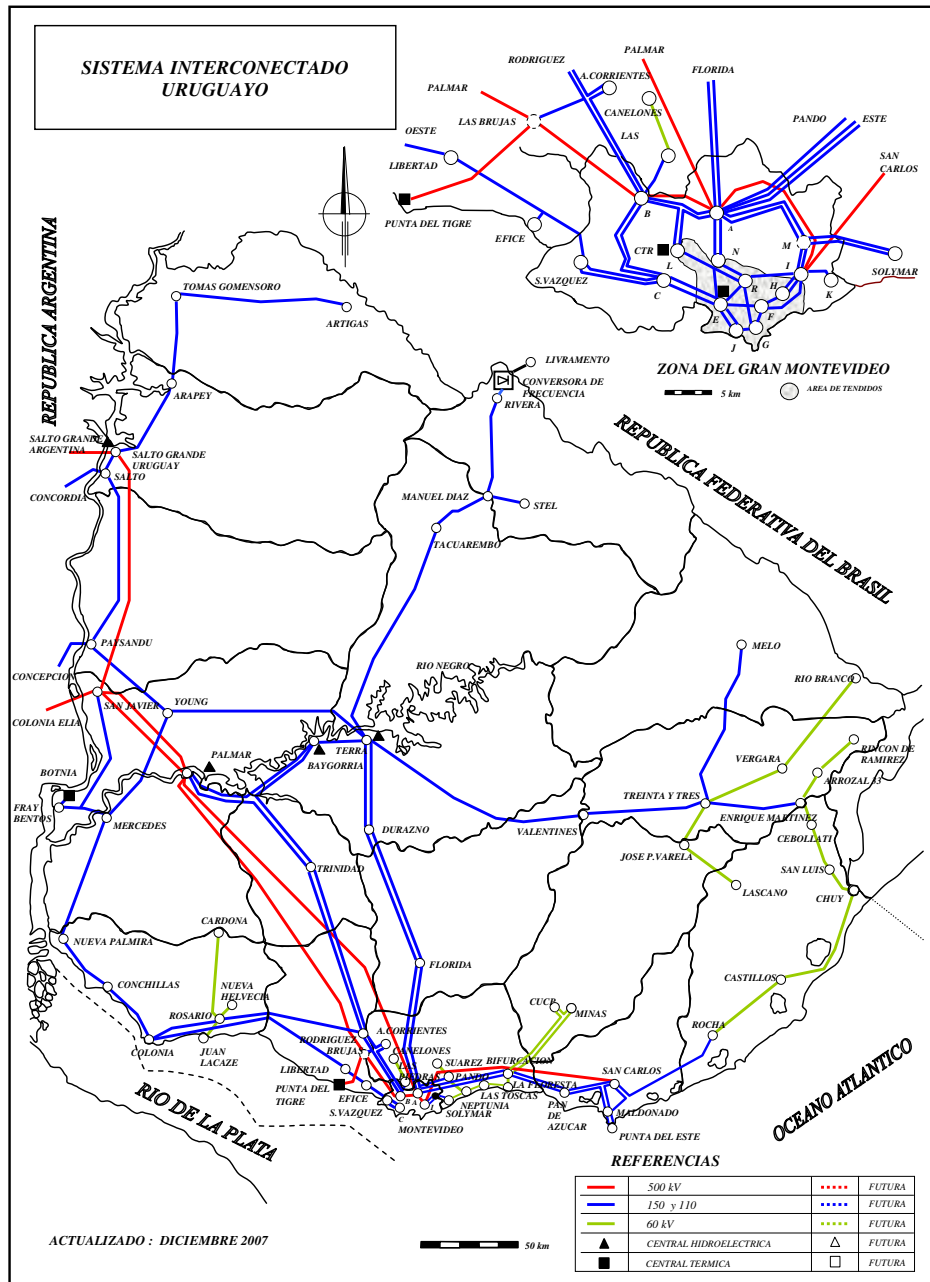 SISTEMA INTERCONECTADO
URUGUAYO
RODRIGUEZ
PALMAR
FLORIDA
A.CORRIENTES
PALMAR
CANELONES
LAS BRUJAS
LAS
PANDO
ESTE
OESTE
SAN
CARLOS
LIBERTAD
PUNTA DEL TIGRE
EFICE
B
A
M
CTR
L
N
I
SOLYMAR
S.VAZQUEZ
C
R
H
K
E
F
J
G
ZONA DEL GRAN MONTEVIDEO
5 km
AREA DE TENDIDOS
REPUBLICA ARGENTINA
TOMAS GOMENSORO
ARTIGAS
ARAPEY
LIVRAMENTO
CONVERSORA DE
FRECUENCIA
RIVERA
SALTO GRANDE
ARGENTINA
SALTO GRANDE
URUGUAY
SALTO
CONCORDIA
REPUBLICA FEDERATIVA DEL BRASIL
MANUEL DIAZ
STEL
TACUAREMBO
PAYSANDU
MELO
CONCEPCION
RIO NEGRO
RIO BRANCO
SAN JAVIER
YOUNG
COLONIA ELIA
TERRA
RINCON DE
RAMIREZ
PALMAR
BAYGORRIA
VERGARA
ARROZAL 33
BOTNIA
FRAY
BENTOS
TREINTA Y TRES
MERCEDES
VALENTINES
ENRIQUE MARTINEZ
DURAZNO
CEBOLLATI
JOSE P.VARELA
TRINIDAD
SAN LUIS
LASCANO
CHUY
CARDONA
NUEVA PALMIRA
FLORIDA
CASTILLOS
CONCHILLAS
NUEVA
HELVECIA
CUCP
MINAS
ROSARIO
RODRIGUEZ
A.CORRIENTES
ROCHA
COLONIA
JUAN
LACAZE
BRUJAS
CANELONES
LAS
PIEDRAS
SUAREZ
BIFURCACION
LIBERTAD
PANDO
SAN CARLOS
PUNTA DEL
TIGRE
EFICE
LA FLORESTA
LAS TOSCAS
S.VAZQUEZ
B
A
I
C
NEPTUNIA
SOLYMAR
PAN
DE
AZUCAR
MALDONADO
MONTEVIDEO
PUNTA DEL ESTE
RIO DE LA PLATA
OCEANO ATLANTICO
REFERENCIAS
500 kV FUTURA
150 y 110 FUTURA
60 kV FUTURA
CENTRAL HIDROELECTRICA FUTURA
CENTRAL TERMICA FUTURA
ACTUALIZADO : DICIEMBRE 2007
50 km